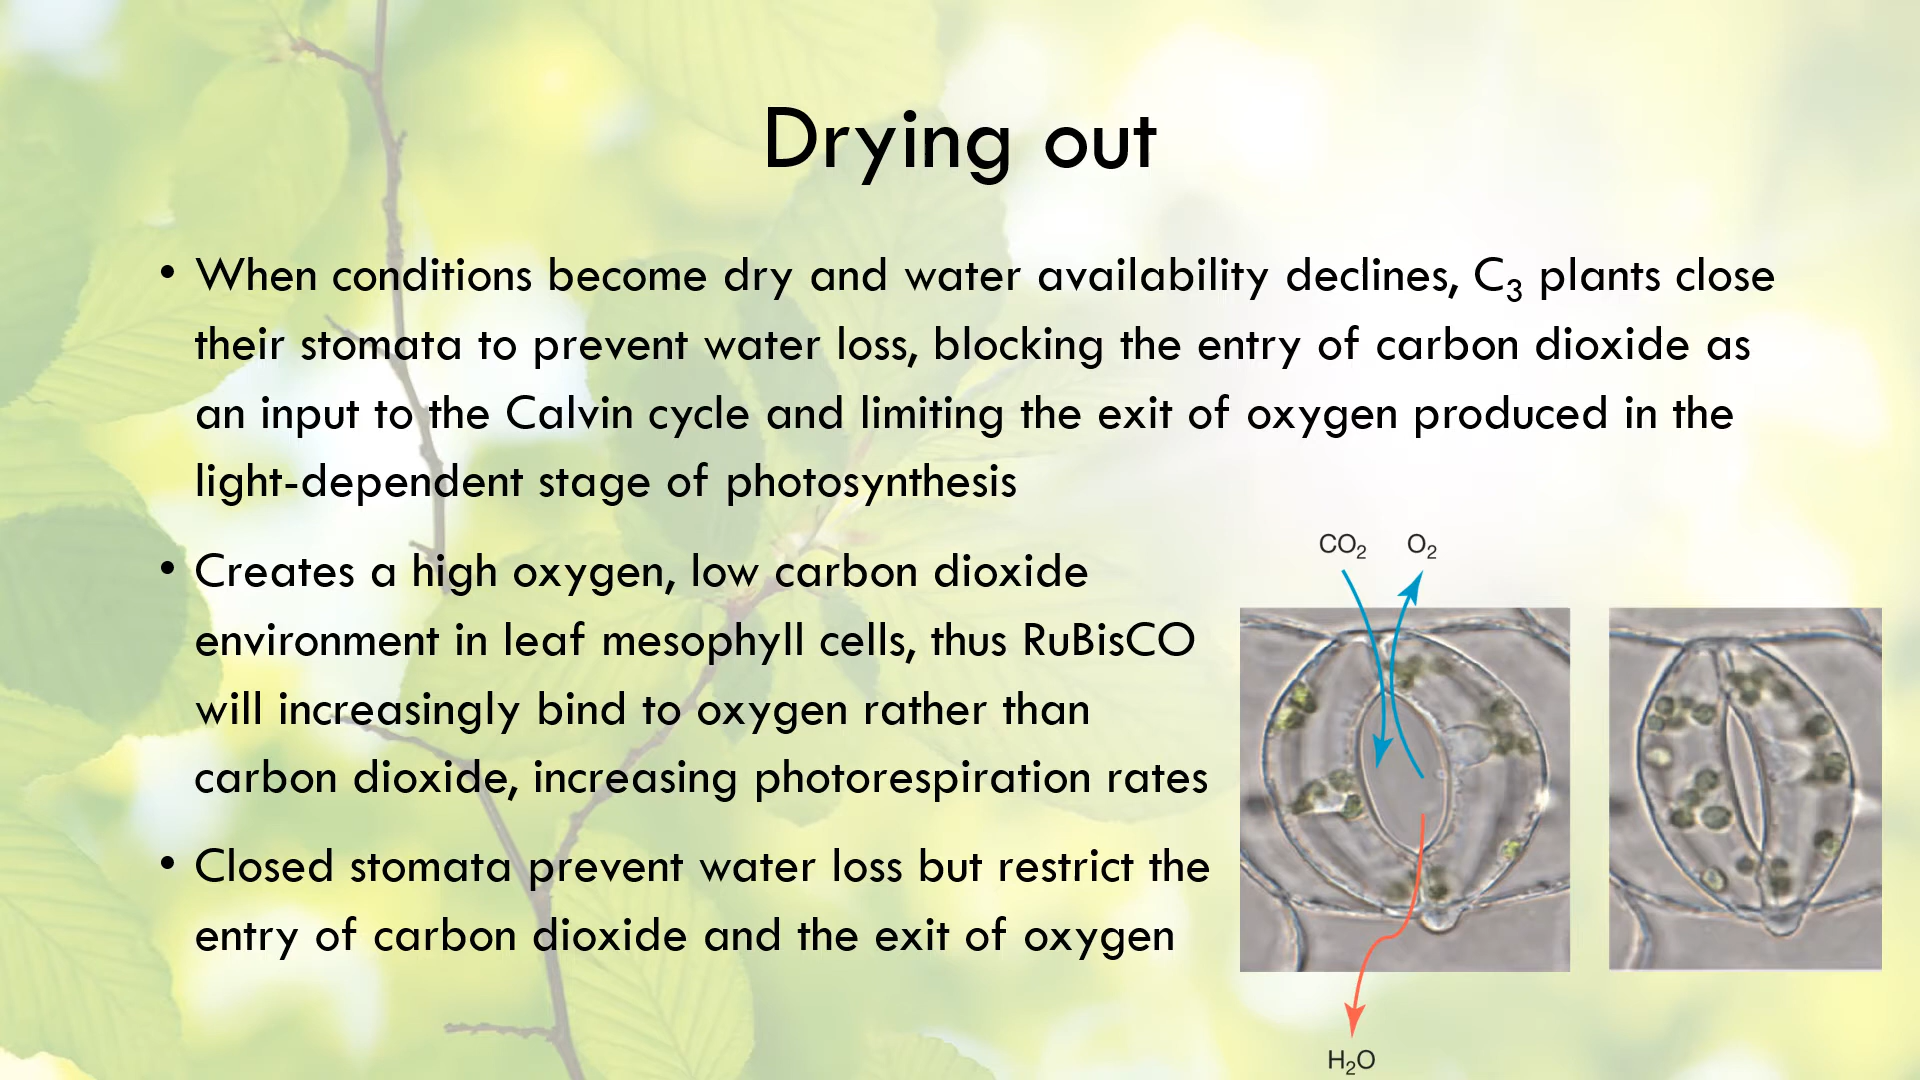 Drying out
• When conditions become dry and water availability declines, C₃ plants close
their stomata to prevent water loss, blocking the entry of carbon dioxide as
an input to the Calvin cycle and limiting the exit of oxygen produced in the
light-dependent stage of photosynthesis
• Creates a high oxygen, low carbon dioxide
environment in leaf mesophyll cells, thus RuBisCO
will increasingly bind to oxygen rather than
carbon dioxide, increasing photorespiration rates
• Closed stomata prevent water loss but restrict the
entry of carbon dioxide and the exit of oxygen
CO₂ O₂
H₂O